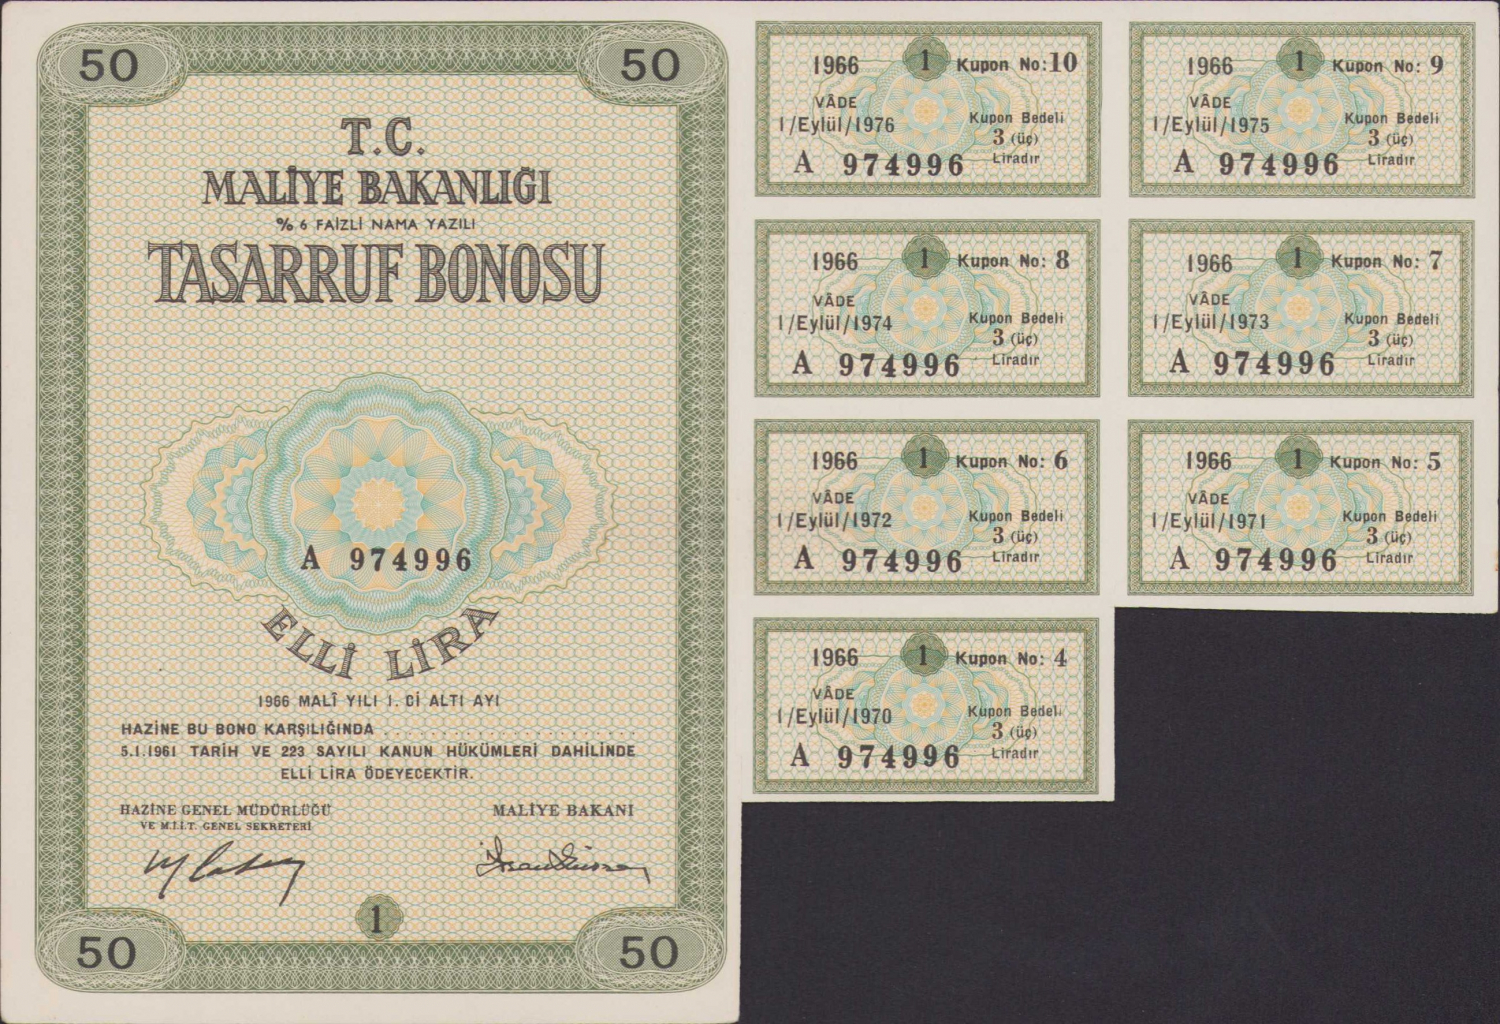 50 50
T.C.
MALİYE BAKANLIĞI
% 6 FAİZLİ NAMA YAZILI
TASARRUF BONOSU
A 974996
ELLİ LİRA
1966 MALÎ YILI 1. Cİ ALTI AYI
HAZİNE BU BONO KARŞILIĞINDA
5.1.1961 TARİH VE 223 SAYILI KANUN HÜKÜMLERİ DAHİLİNDE
ELLİ LİRA ÖDEYECEKTİR.
HAZİNE GENEL MÜDÜRLÜĞÜ
VE M.İ.İ.T. GENEL SEKRETERİ
MALİYE BAKANI
1
50 50
1966 1 Kupon No: 10
VÂDE
1/Eylül/1976
Kupon Bedeli
3 (üç)
Liradır
A 974996
1966 1 Kupon No: 9
VÂDE
1/Eylül/1975
Kupon Bedeli
3 (üç)
Liradır
A 974996
1966 1 Kupon No: 8
VÂDE
1/Eylül/1974
Kupon Bedeli
3 (üç)
Liradır
A 974996
1966 1 Kupon No: 7
VÂDE
1/Eylül/1973
Kupon Bedeli
3 (üç)
Liradır
A 974996
1966 1 Kupon No: 6
VÂDE
1/Eylül/1972
Kupon Bedeli
3 (üç)
Liradır
A 974996
1966 1 Kupon No: 5
VÂDE
1/Eylül/1971
Kupon Bedeli
3 (üç)
Liradır
A 974996
1966 1 Kupon No: 4
VÂDE
1/Eylül/1970
Kupon Bedeli
3 (üç)
Liradır
A 974996